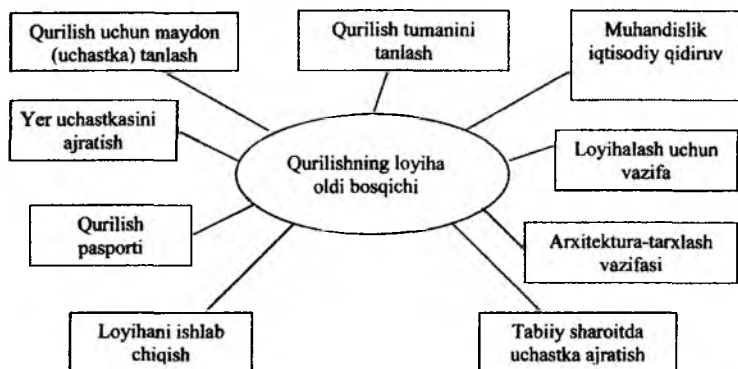 Qurilish uchun maydon
(uchastka) tanlash
Qurilish tumanini
tanlash
Muhandislik
iqtisodiy qidiruv
Yer uchastkasini
ajratish
Qurilishning loyiha
oldi bosqichi
Loyihalash uchun
vazifa
Qurilish
pasporti
Arxitektura-tarxlash
vazifasi
Loyihani ishlab
chiqish
Tabiiy sharoitda
uchastka ajratish